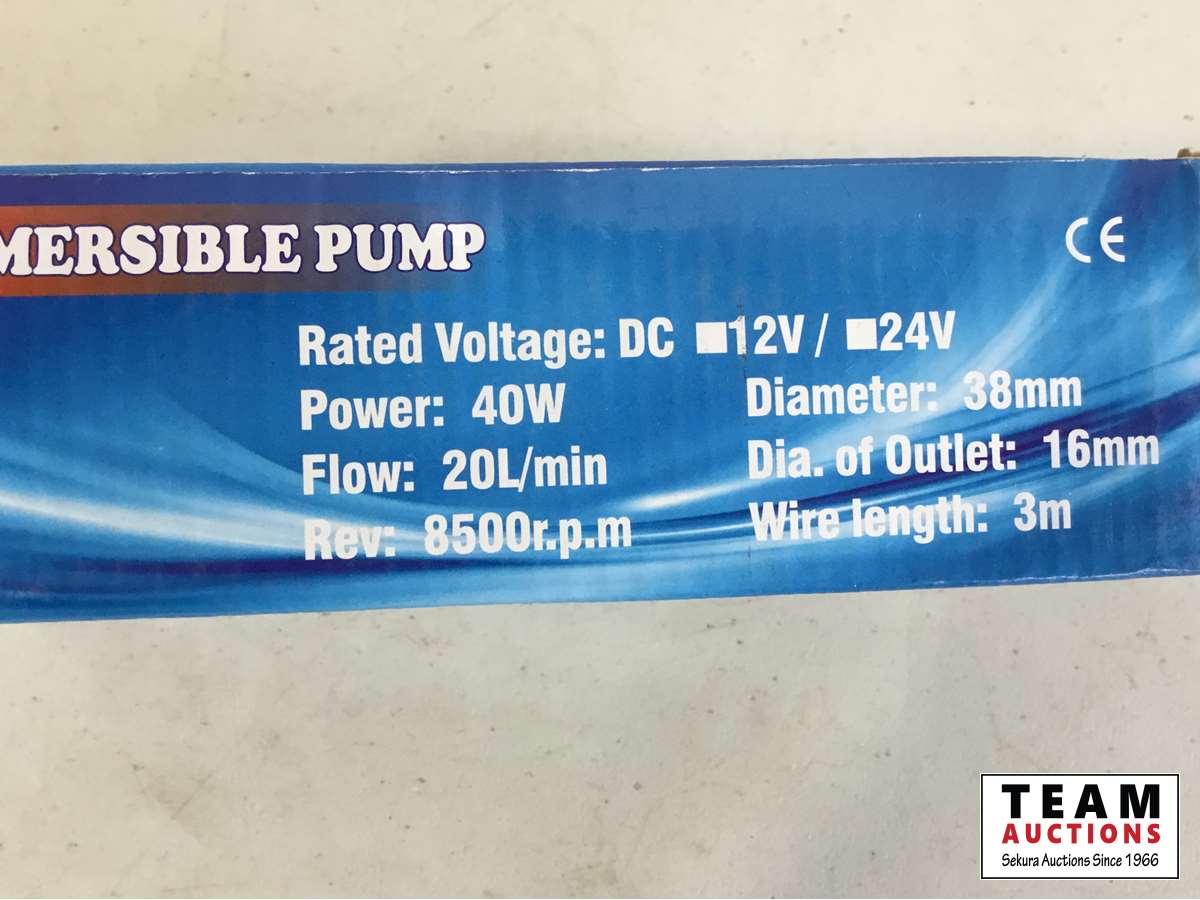 MERSIBLE PUMP
CE
Rated Voltage: DC ■12V / ■24V
Power: 40W Diameter: 38mm
Flow: 20L/min Dia. of Outlet: 16mm
Rev: 8500r.p.m Wire length: 3m
TEAM
AUCTIONS
Sekura Auctions Since 1966